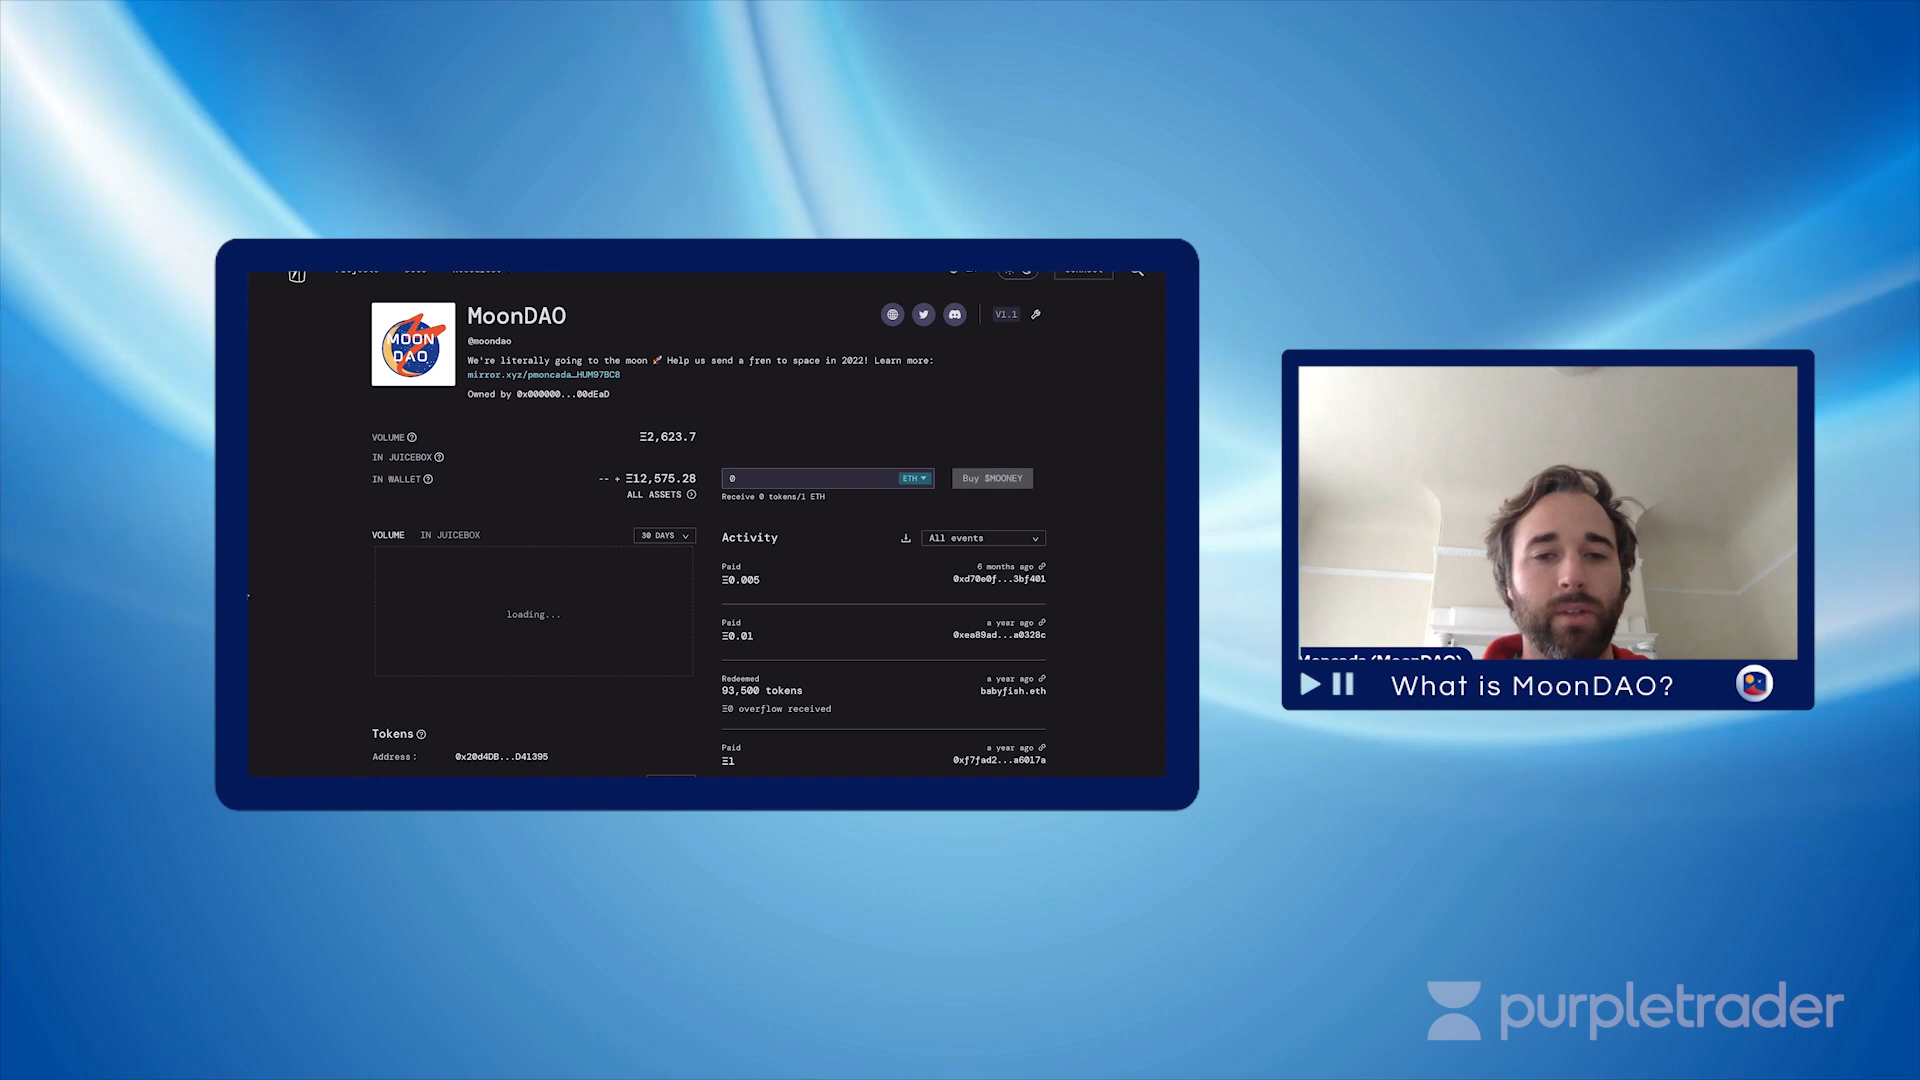 MoonDAO
@moondao
We're literally going to the moon 🚀 Help us send a fren to space in 2022! Learn more:
mirror.xyz/pmoncada…HUM97BC8
Owned by 0x000000...00dEaD
MOON
DAO
V1.1
VOLUME
Ξ2,623.7
IN JUICEBOX
IN WALLET
-- + Ξ12,575.28
ALL ASSETS
0
ETH
Buy $MOONEY
Receive 0 tokens/1 ETH
VOLUME
IN JUICEBOX
30 DAYS
loading...
Tokens
Address:
0x20d4DB...D41395
Activity
All events
Paid
6 months ago
Ξ0.005
0xd70e0f...3bf401
Paid
a year ago
Ξ0.01
0xea89ad...a0328c
Redeemed
a year ago
93,500 tokens
babyfish.eth
Ξ0 overflow received
Paid
a year ago
Ξ1
0xf7fad2...a6017a
What is MoonDAO?
purpletrader